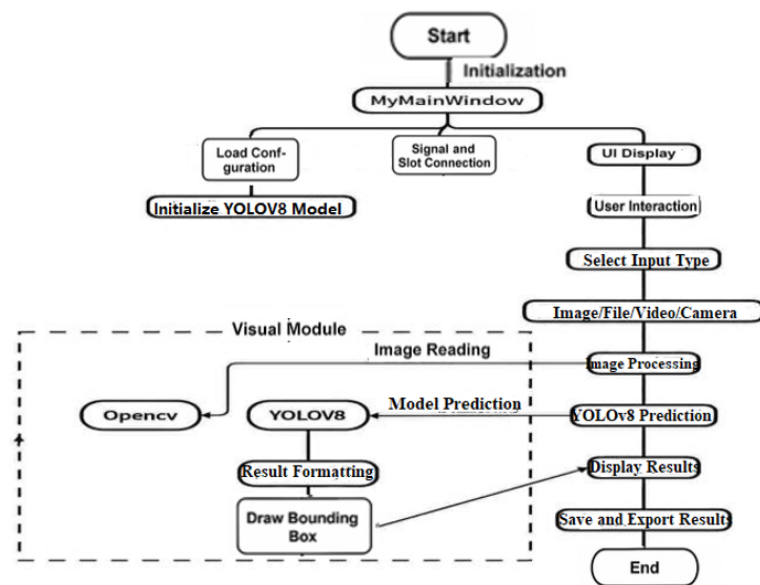 Start
Initialization
MyMainWindow
Load Conf-
guration
Signal and
Slot Connection
UI Display
Initialize YOLOV8 Model
User Interaction
Select Input Type
Image/File/Video/Camera
Visual Module
Image Reading
Image Processing
Opencv
YOLOV8
Model Prediction
YOLOv8 Prediction
Result Formatting
Display Results
Draw Bounding
Box
Save and Export Results
End